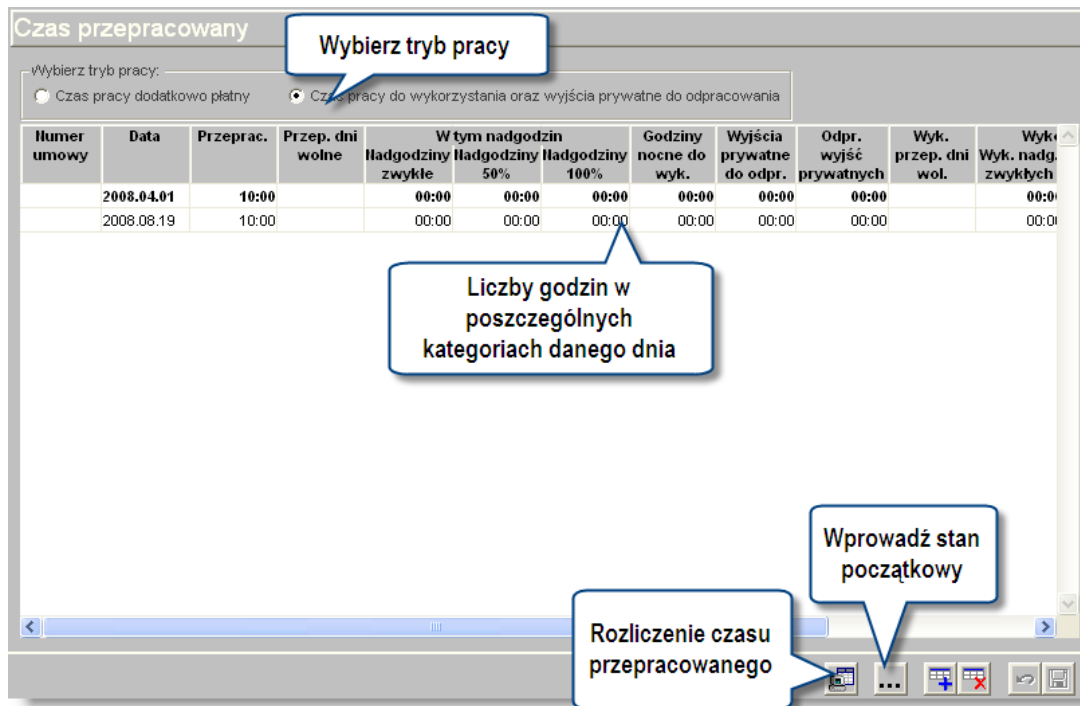 Czas przepracowany
Wybierz tryb pracy
Wybierz tryb pracy:
Czas pracy dodatkowo płatny
Czas pracy do wykorzystania oraz wyjścia prywatne do odpracowania
Numer umowy Data Przeprac. Przep. dni wolne W tym nadgodzin Nadgodziny zwykłe Nadgodziny 50% Nadgodziny 100% Godziny nocne do wyk. Wyjścia prywatne do odpr. Odpr. wyjść prywatnych Wyk. przep. dni wol. Wyk. nadg. zwykłych
2008.04.01 10:00 00:00 00:00 00:00 00:00 00:00 00:00 00:0
2008.08.19 10:00 00:00 00:00 00:00 00:00 00:00 00:00 00:0
Liczby godzin w
poszczególnych
kategoriach danego dnia
Wprowadź stan
początkowy
Rozliczenie czasu
przepracowanego
...